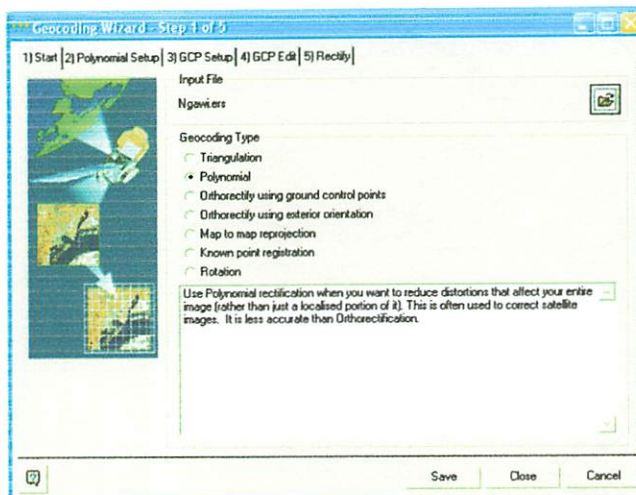 Geocoding Wizard - Step 1 of 5
1) Start 2) Polynomial Setup 3) GCP Setup 4) GCP Edit 5) Rectify
Input File
Ngawi.ers
Geocoding Type
Triangulation
Polynomial
Orthorectify using ground control points
Orthorectify using exterior orientation
Map to map reprojection
Known point registration
Rotation
Use Polynomial rectification when you want to reduce distortions that affect your entire
image (rather than just a localised portion of it). This is often used to correct satellite
images. It is less accurate than Orthorectification.
Save Close Cancel